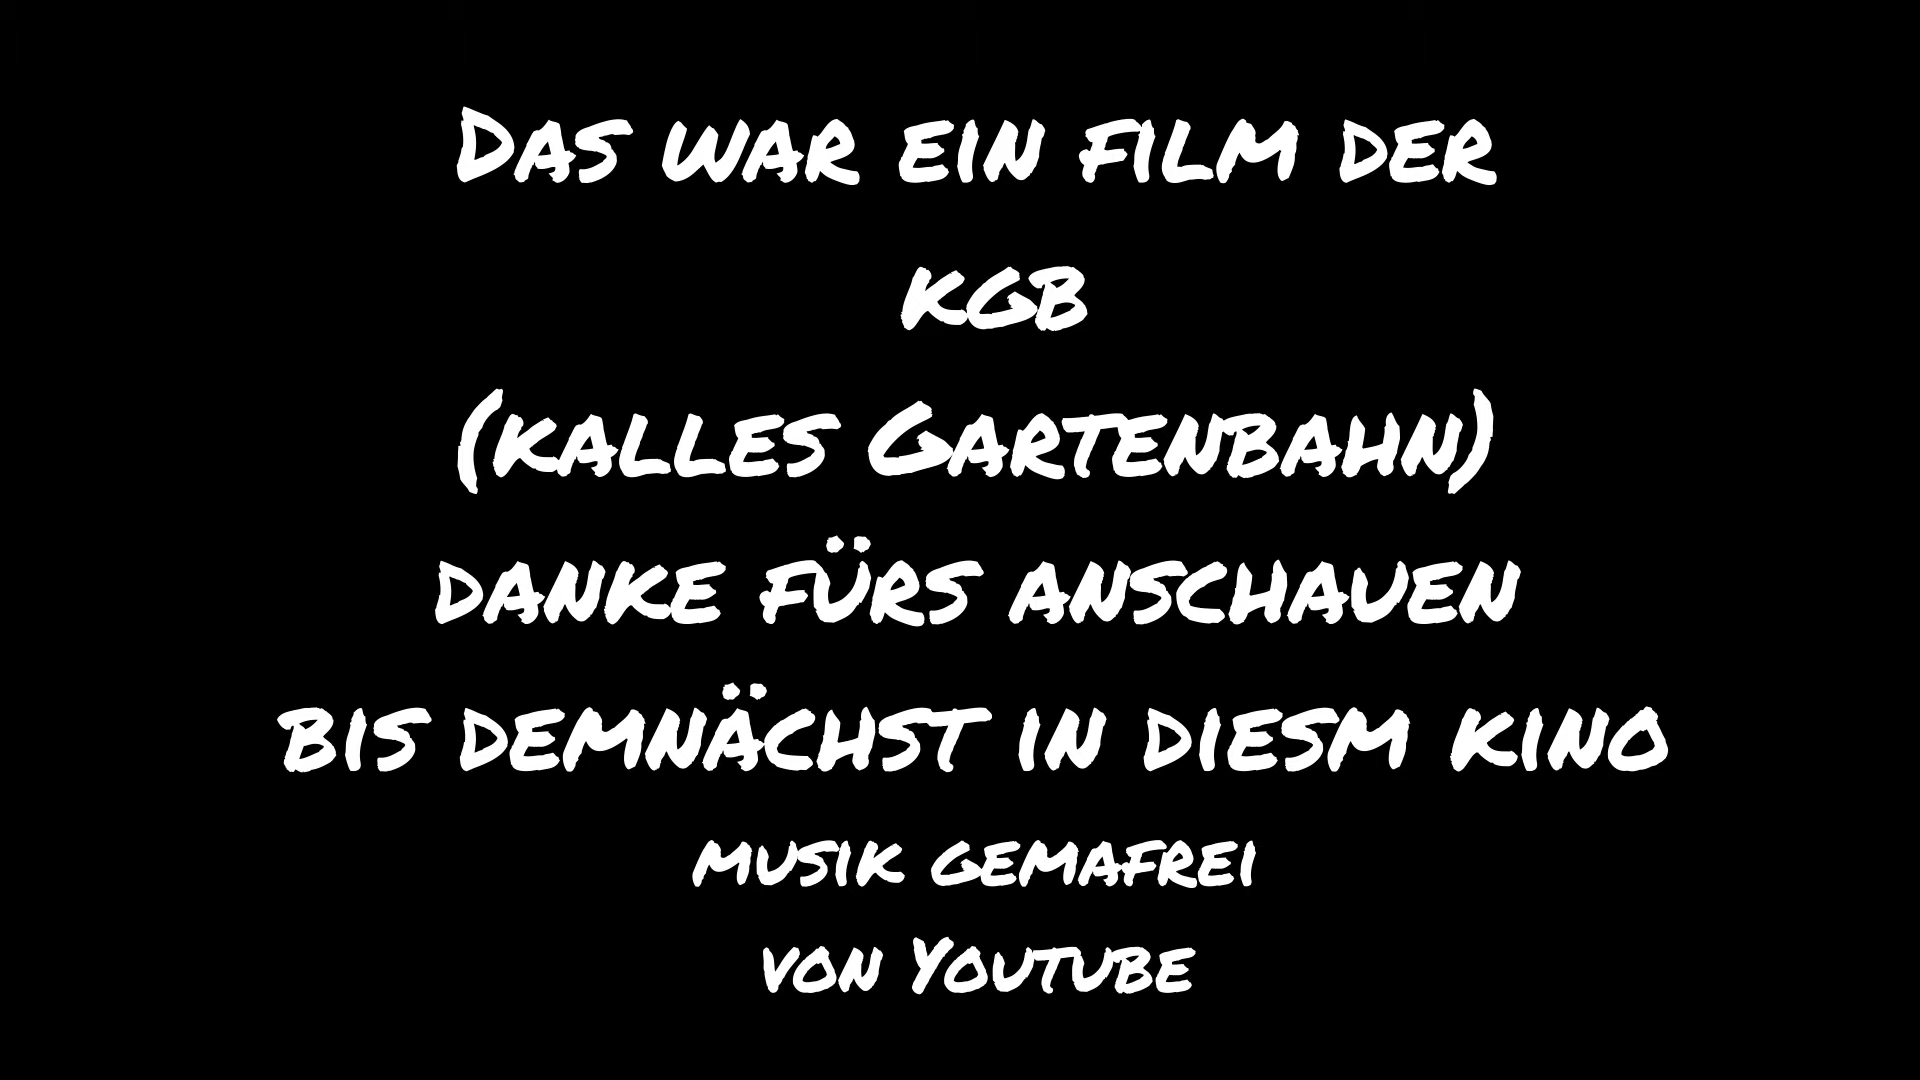 Das war ein film der
KGB
(kalles Gartenbahn)
danke fürs anschauen
bis demnächst in diesm kino
musik gemafrei
von Youtube